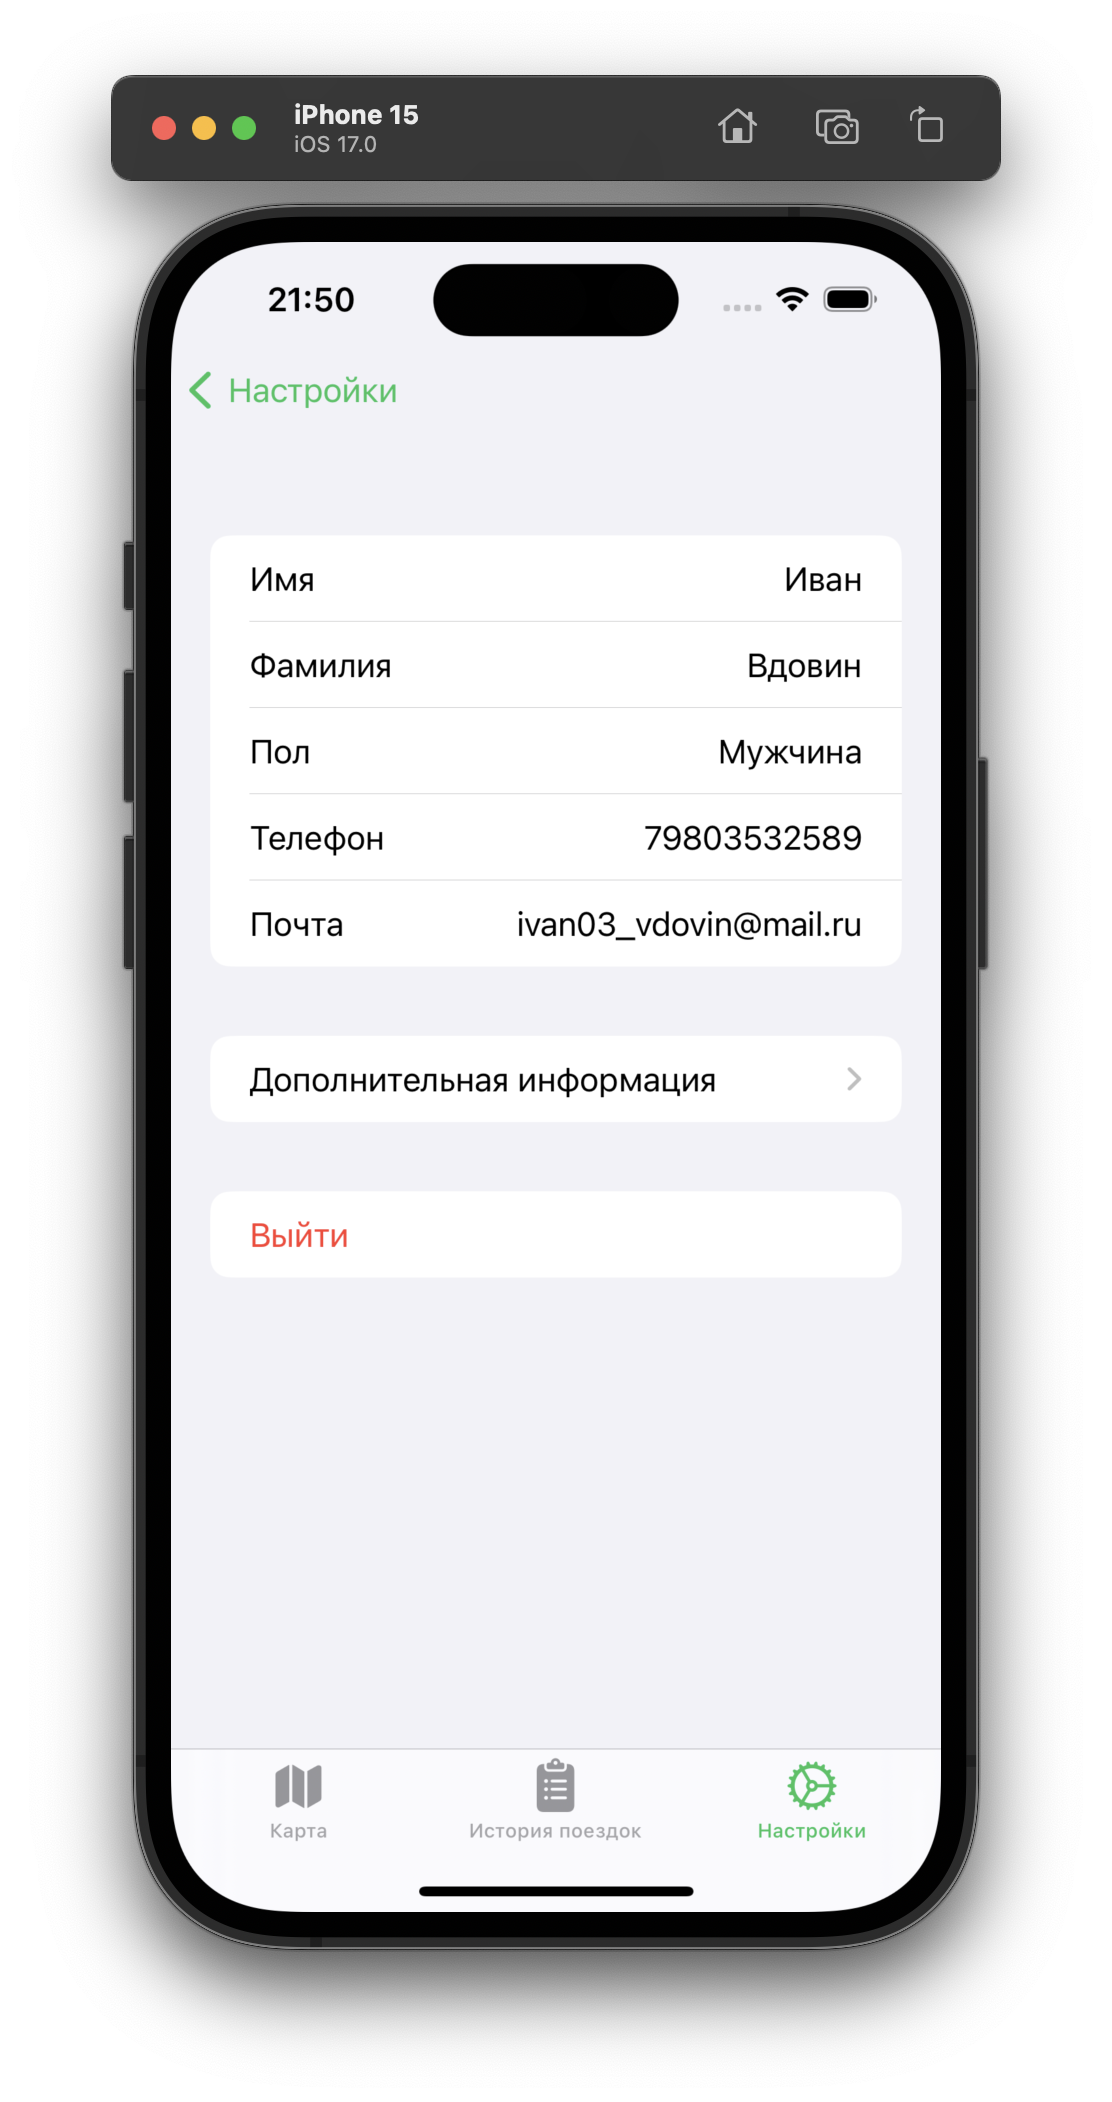 iPhone 15
iOS 17.0
21:50
Настройки
Имя Иван
Фамилия Вдовин
Пол Мужчина
Телефон 79803532589
Почта ivan03_vdovin@mail.ru
Дополнительная информация
Выйти
Карта История поездок Настройки